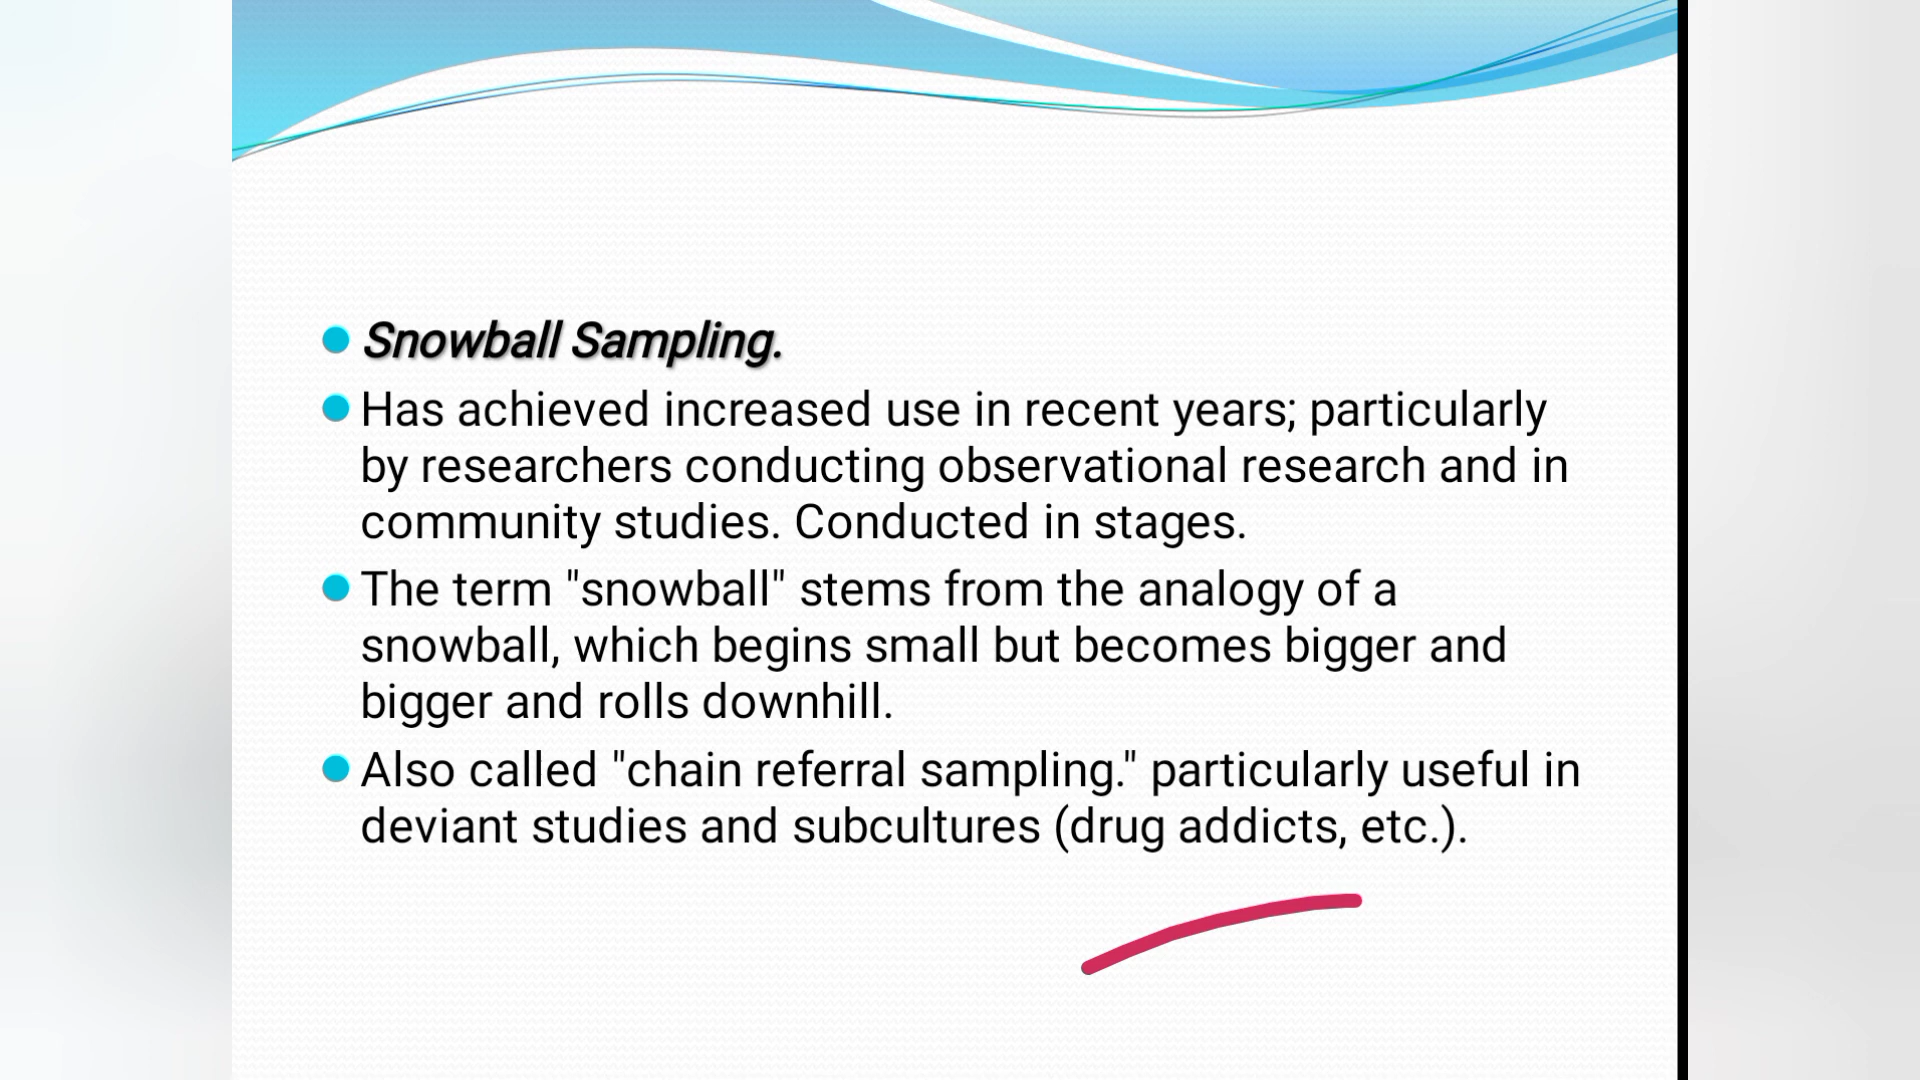 Snowball Sampling.
Has achieved increased use in recent years; particularly
by researchers conducting observational research and in
community studies. Conducted in stages.
The term "snowball" stems from the analogy of a
snowball, which begins small but becomes bigger and
bigger and rolls downhill.
Also called "chain referral sampling." particularly useful in
deviant studies and subcultures (drug addicts, etc.).